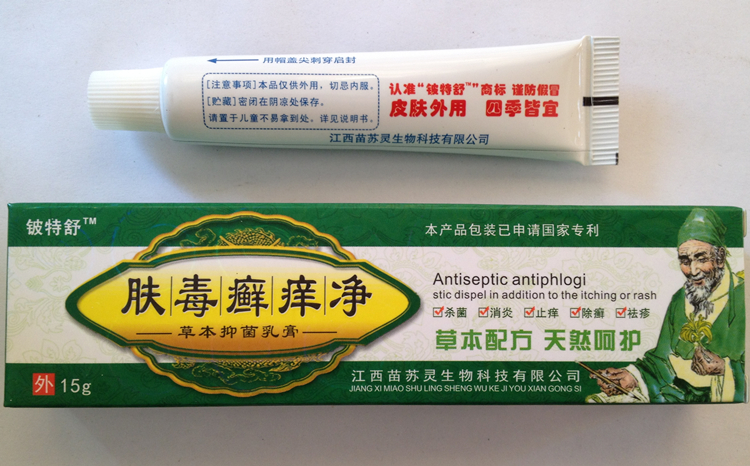 用帽盖尖刺穿启封
[注意事项]本品仅供外用，切忌内服。
[贮藏]密闭在阴凉处保存。
请置于儿童不易拿到处。详见说明书。
认准“铍特舒™”商标 谨防假冒
皮肤外用 四季皆宜
江西苗苏灵生物科技有限公司
铍特舒™
本产品包装已申请国家专利
肤毒癣痒净
草本抑菌乳膏
Antiseptic antiphlogi
stic dispel in addition to the itching or rash
☑杀菌 ☑消炎 ☑止痒 ☑除癣 ☑祛疹
草本配方 天然呵护
外 15g
江西苗苏灵生物科技有限公司
JIANG XI MIAO SHU LING SHENG WU KE JI YOU XIAN GONG SI